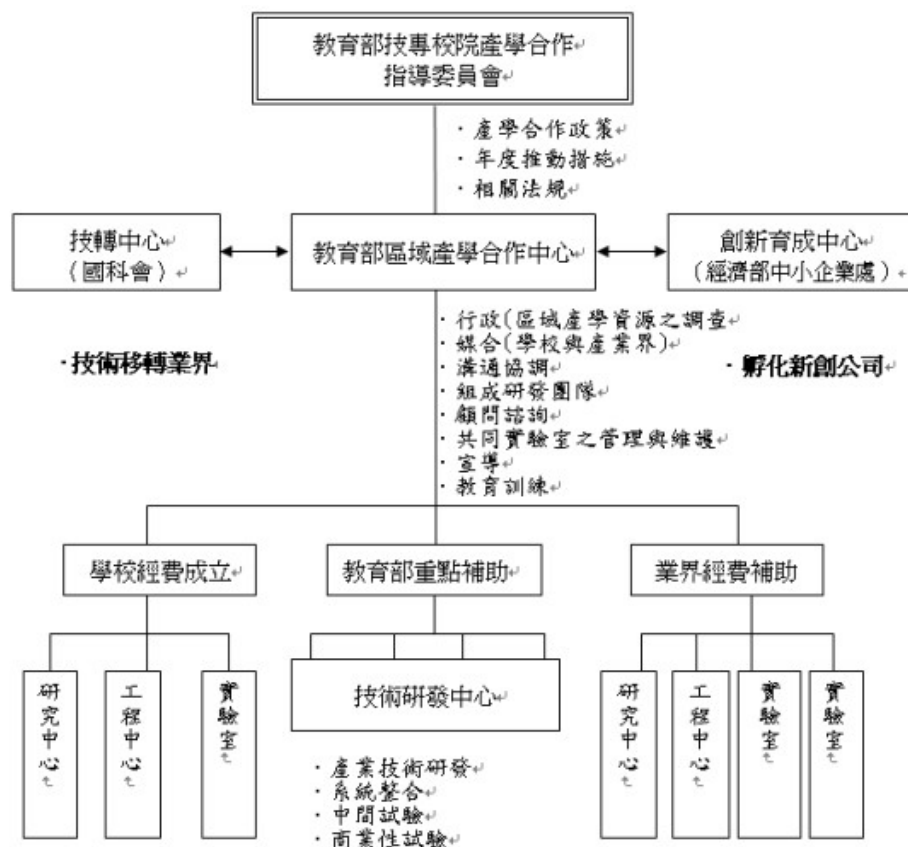 教育部技專校院產學合作
指導委員會
·產學合作政策
·年度推動措施
·相關法規
技轉中心
（國科會）
教育部區域產學合作中心
創新育成中心
(經濟部中小企業處)
·技術移轉業界
·行政(區域產學資源之調查
·媒合(學校與產業界)
·溝通協調
·組成研發團隊
·顧問諮詢
·共同實驗室之管理與維護
·宣導
·教育訓練
·孵化新創公司
學校經費成立
教育部重點補助
業界經費補助
研究中心
工程中心
實驗室
技術研發中心
研究中心
工程中心
實驗室
實驗室
·產業技術研發
·系統整合
·中間試驗
·商業性試驗